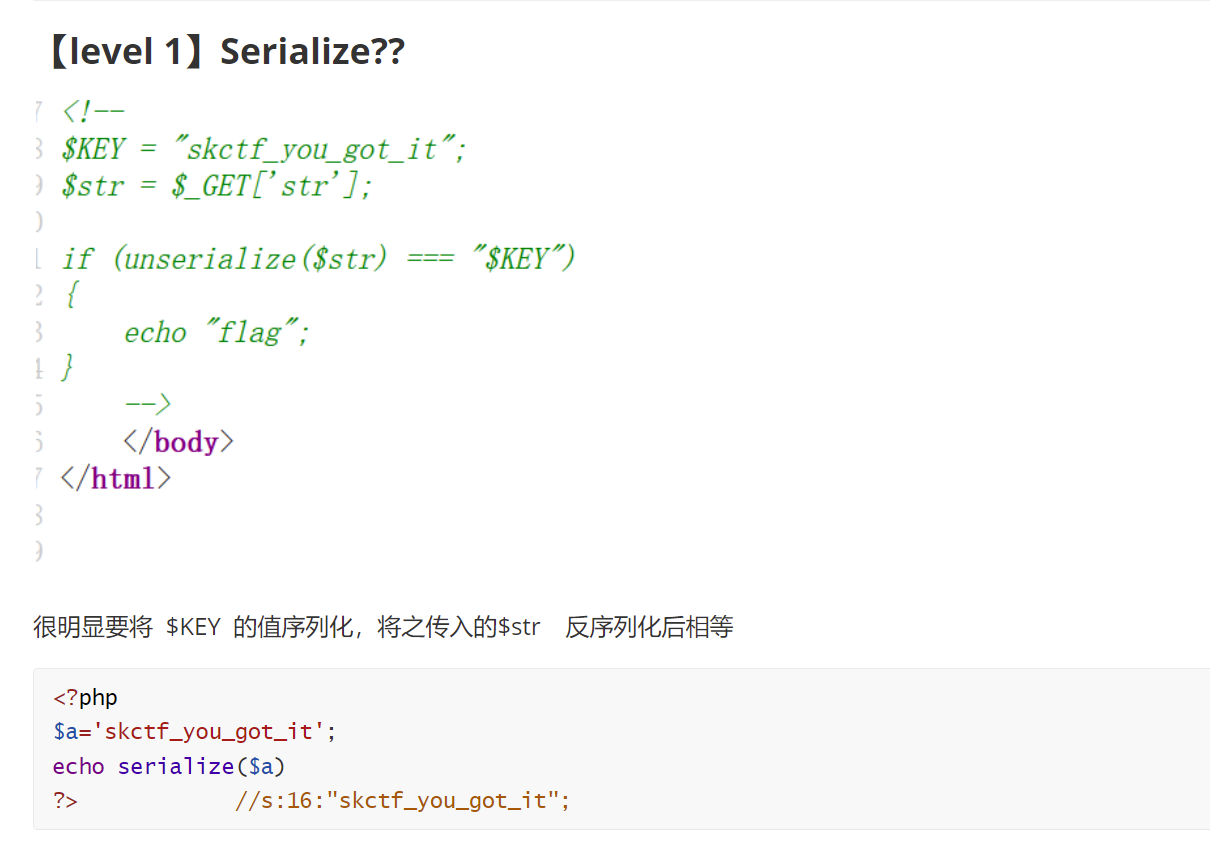 【level 1】Serialize??
7 <!--
8 $KEY = "skctf_you_got_it";
9 $str = $_GET['str'];
0
1 if (unserialize($str) === "$KEY")
2 {
3     echo "flag";
4 }
5     -->
6     </body>
7 </html>
8
9
很明显要将 $KEY 的值序列化，将之传入的$str 反序列化后相等
<?php
$a='skctf_you_got_it';
echo serialize($a)
?>          //s:16:"skctf_you_got_it";